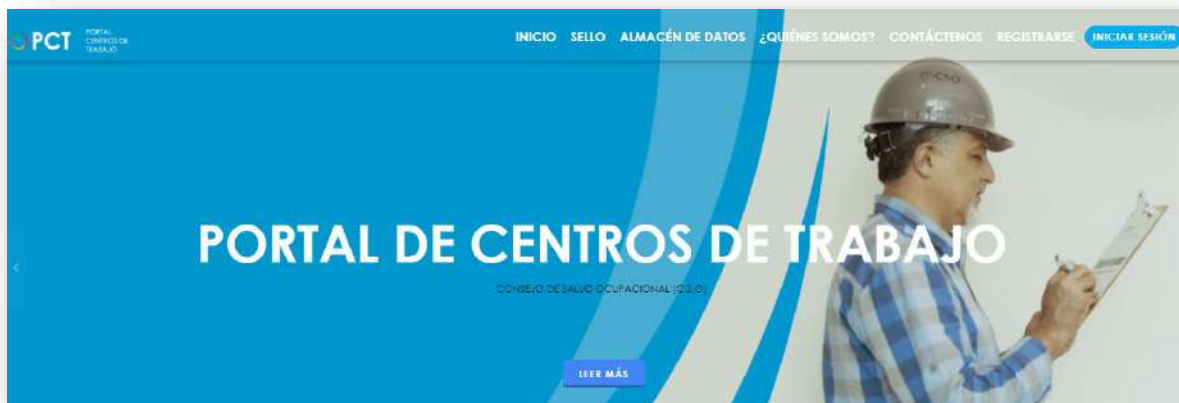 PCT
PORTAL
CENTROS DE
TRABAJO
INICIO SELLO ALMACÉN DE DATOS ¿QUIÉNES SOMOS? CONTÁCTENOS REGISTRARSE INICIAR SESIÓN
CSO
PORTAL DE CENTROS DE TRABAJO
CONSEJO DE SALUD OCUPACIONAL (C.S.O)
LEER MÁS